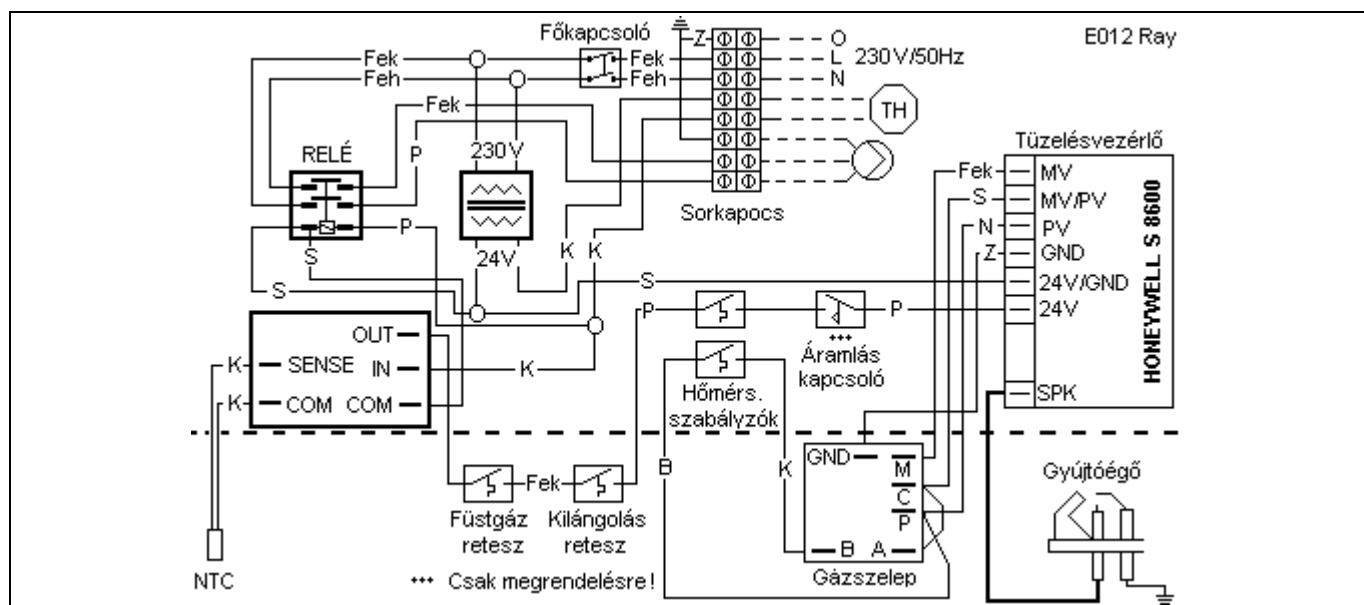 Főkapcsoló
E012 Ray
Z
O
Fek
Fek
L
230V/50Hz
Feh
Feh
N
Fek
TH
RELÉ
P
230V
Sorkapocs
Tüzelésvezérlő
Fek
MV
S
MV/PV
N
PV
Z
GND
HONEYWELL S 8600
P
S
24V
K
K
S
S
24V/GND
P
P
24V
OUT
K
SENSE
IN
K
Áramlás
kapcsoló
K
COM
COM
Hőmérs.
szabályzók
SPK
B
K
GND
M
C
P
B
A
Gázszelep
Gyújtóégő
Fek
Füstgáz
retesz
Kilángolás
retesz
NTC
••• Csak megrendelésre!
•••